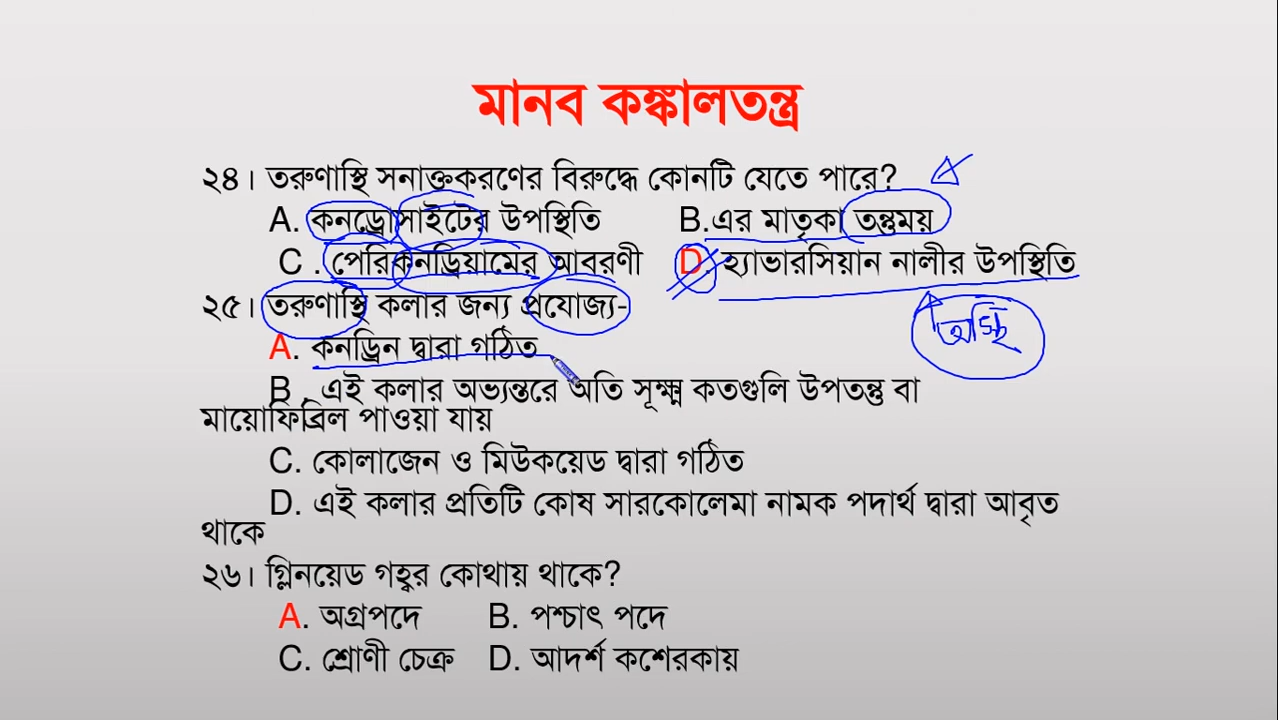 মানব কঙ্কালতন্ত্র
২৪। তরুণাস্থি সনাক্তকরণের বিরুদ্ধে কোনটি যেতে পারে?
A. কনড্রোসাইটের উপস্থিতি B.এর মাতৃকা তন্তুময়
C . পেরিকনড্রিয়ামের আবরণী D. হ্যাভারসিয়ান নালীর উপস্থিতি
২৫। তরুণাস্থি কলার জন্য প্রযোজ্য-
অস্থি
A. কনড্রিন দ্বারা গঠিত
B . এই কলার অভ্যন্তরে অতি সূক্ষ্ম কতগুলি উপতন্তু বা
মায়োফিব্রিল পাওয়া যায়
C. কোলাজেন ও মিউকয়েড দ্বারা গঠিত
D. এই কলার প্রতিটি কোষ সারকোলেমা নামক পদার্থ দ্বারা আবৃত
থাকে
২৬। গ্লিনয়েড গহ্বর কোথায় থাকে?
A. অগ্রপদে B. পশ্চাৎ পদে
C. শ্রোণী চেক্র D. আদর্শ কশেরকায়